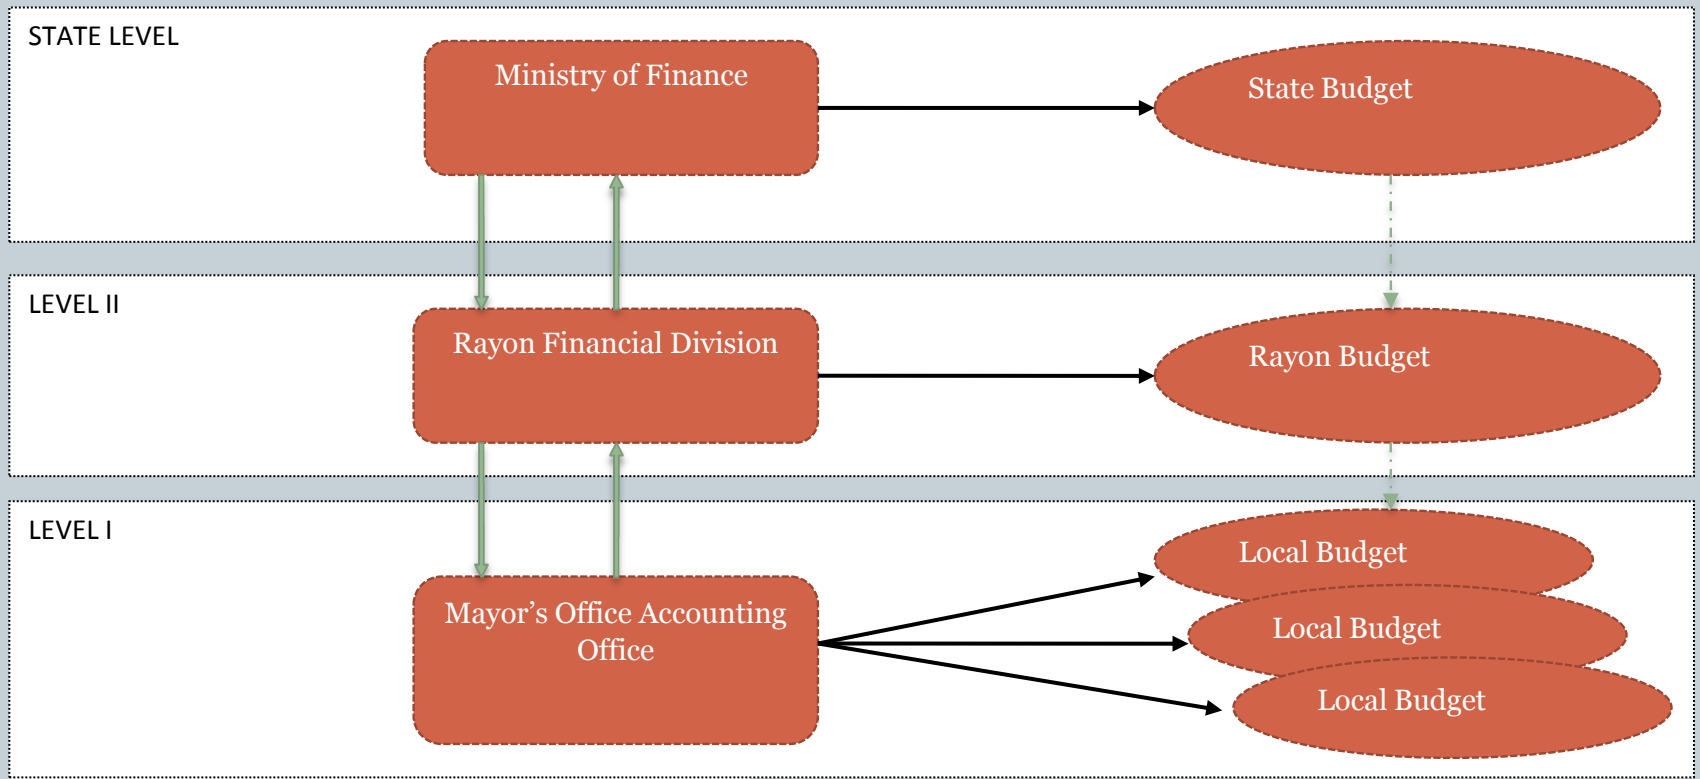 STATE LEVEL
Ministry of Finance
State Budget
LEVEL II
Rayon Financial Division
Rayon Budget
LEVEL I
Local Budget
Mayor’s Office Accounting
Office
Local Budget
Local Budget